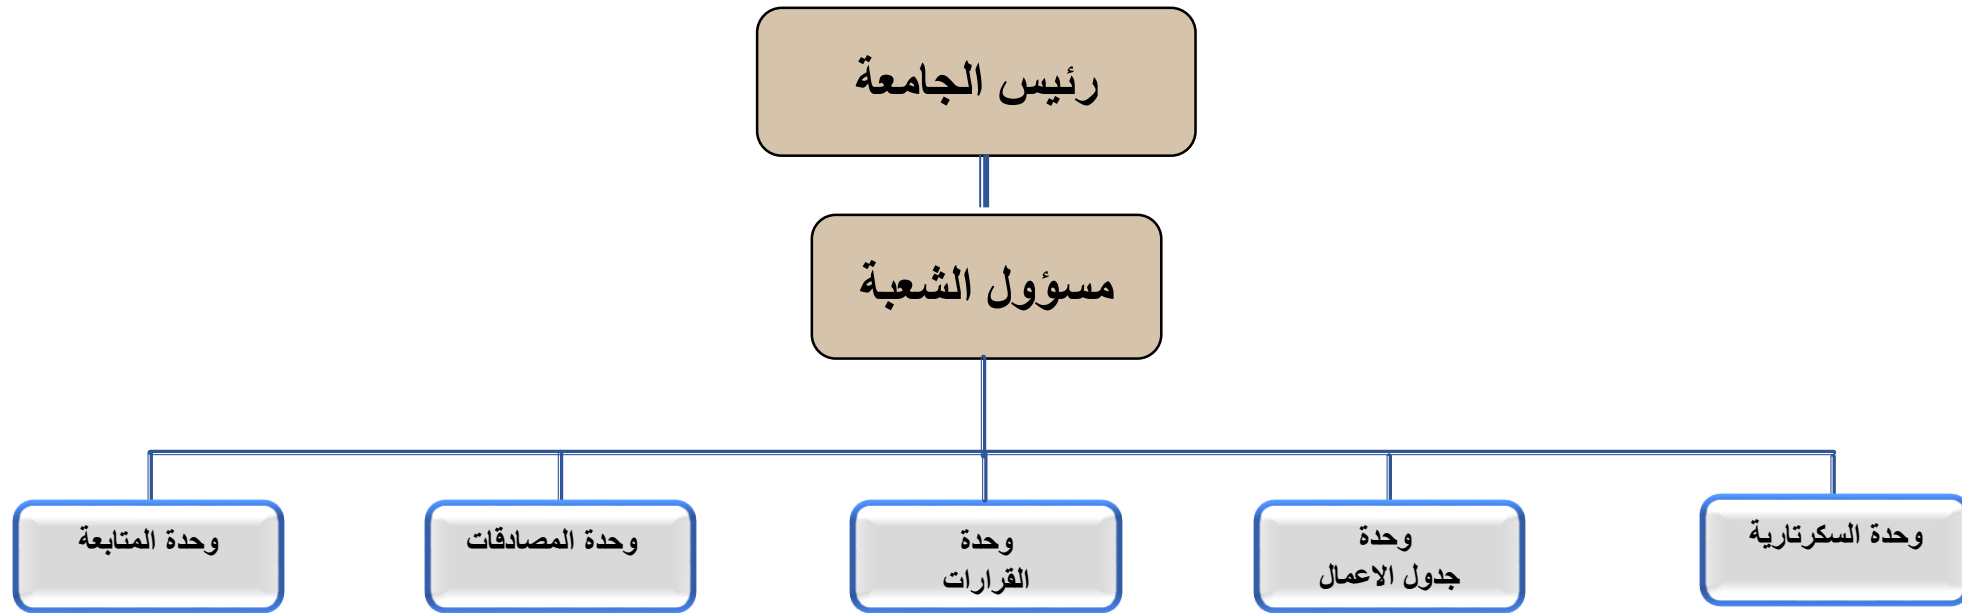 رئيس الجامعة
مسؤول الشعبة
وحدة السكرتارية
وحدة
جدول الاعمال
وحدة
القرارات
وحدة المصادقات
وحدة المتابعة